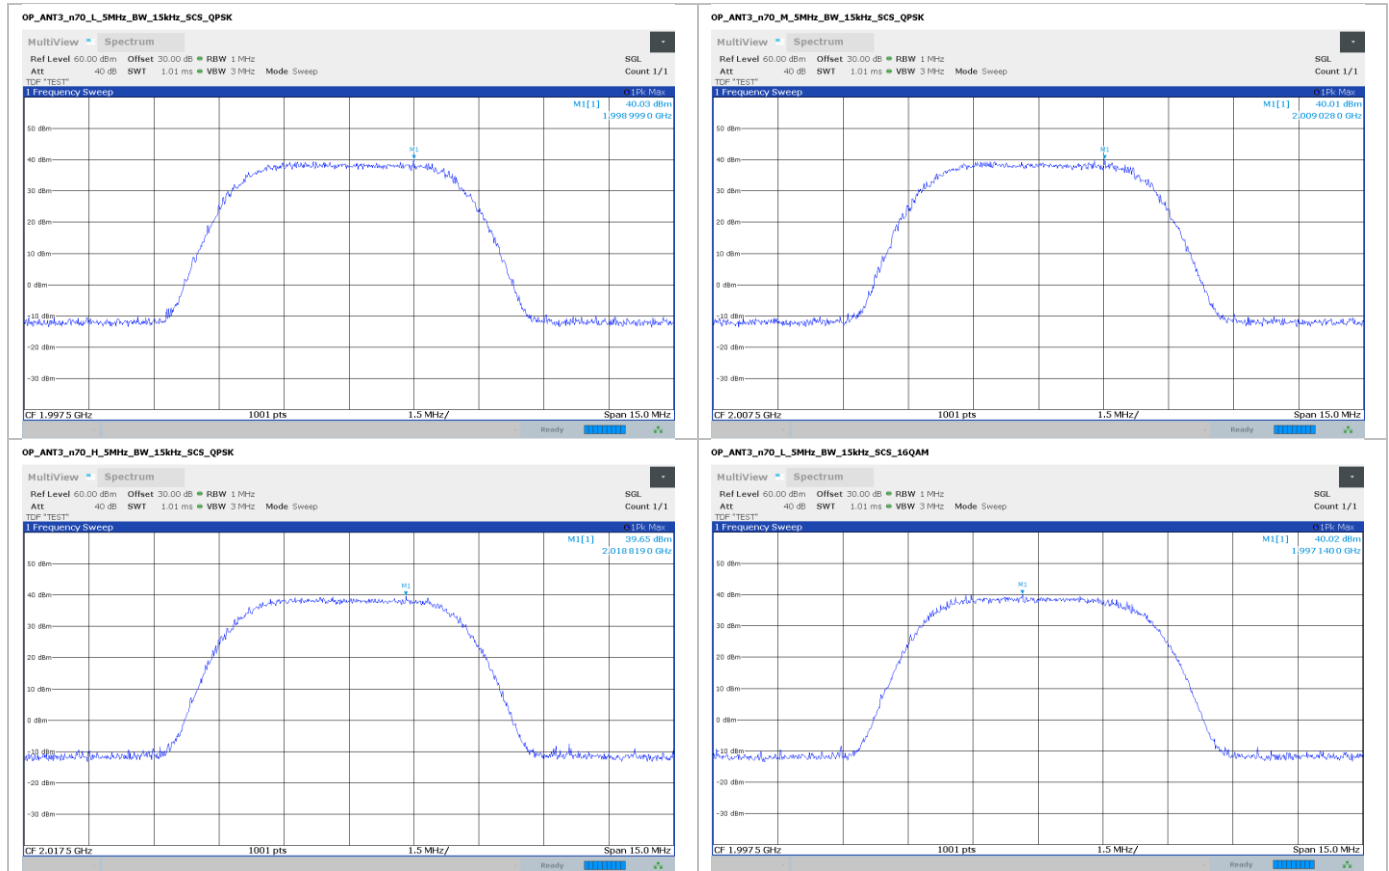 OP_ANT3_n70_L_5MHz_BW_15kHz_SCS_QPSK
MultiView Spectrum
Ref Level 60.00 dBm Offset 30.00 dB RBW 1 MHz SGL
Att 40 dB SWT 1.01 ms VBW 3 MHz Mode Sweep Count 1/1
TDF "TEST"
1 Frequency Sweep 1Pk Max
M1[1] 40.03 dBm
1.998 999 0 GHz
M1
50 dBm
40 dBm
30 dBm
20 dBm
10 dBm
0 dBm
-10 dBm
-20 dBm
-30 dBm
CF 1.9975 GHz 1001 pts 1.5 MHz/ Span 15.0 MHz
Ready
OP_ANT3_n70_M_5MHz_BW_15kHz_SCS_QPSK
MultiView Spectrum
Ref Level 60.00 dBm Offset 30.00 dB RBW 1 MHz SGL
Att 40 dB SWT 1.01 ms VBW 3 MHz Mode Sweep Count 1/1
TDF "TEST"
1 Frequency Sweep 1Pk Max
M1[1] 40.01 dBm
2.009 028 0 GHz
M1
50 dBm
40 dBm
30 dBm
20 dBm
10 dBm
0 dBm
-10 dBm
-20 dBm
-30 dBm
CF 2.0075 GHz 1001 pts 1.5 MHz/ Span 15.0 MHz
Ready
OP_ANT3_n70_H_5MHz_BW_15kHz_SCS_QPSK
MultiView Spectrum
Ref Level 60.00 dBm Offset 30.00 dB RBW 1 MHz SGL
Att 40 dB SWT 1.01 ms VBW 3 MHz Mode Sweep Count 1/1
TDF "TEST"
1 Frequency Sweep 1Pk Max
M1[1] 39.65 dBm
2.018 819 0 GHz
M1
50 dBm
40 dBm
30 dBm
20 dBm
10 dBm
0 dBm
-10 dBm
-20 dBm
-30 dBm
CF 2.0175 GHz 1001 pts 1.5 MHz/ Span 15.0 MHz
Ready
OP_ANT3_n70_L_5MHz_BW_15kHz_SCS_16QAM
MultiView Spectrum
Ref Level 60.00 dBm Offset 30.00 dB RBW 1 MHz SGL
Att 40 dB SWT 1.01 ms VBW 3 MHz Mode Sweep Count 1/1
TDF "TEST"
1 Frequency Sweep 1Pk Max
M1[1] 40.02 dBm
1.997 140 0 GHz
M1
50 dBm
40 dBm
30 dBm
20 dBm
10 dBm
0 dBm
-10 dBm
-20 dBm
-30 dBm
CF 1.9975 GHz 1001 pts 1.5 MHz/ Span 15.0 MHz
Ready